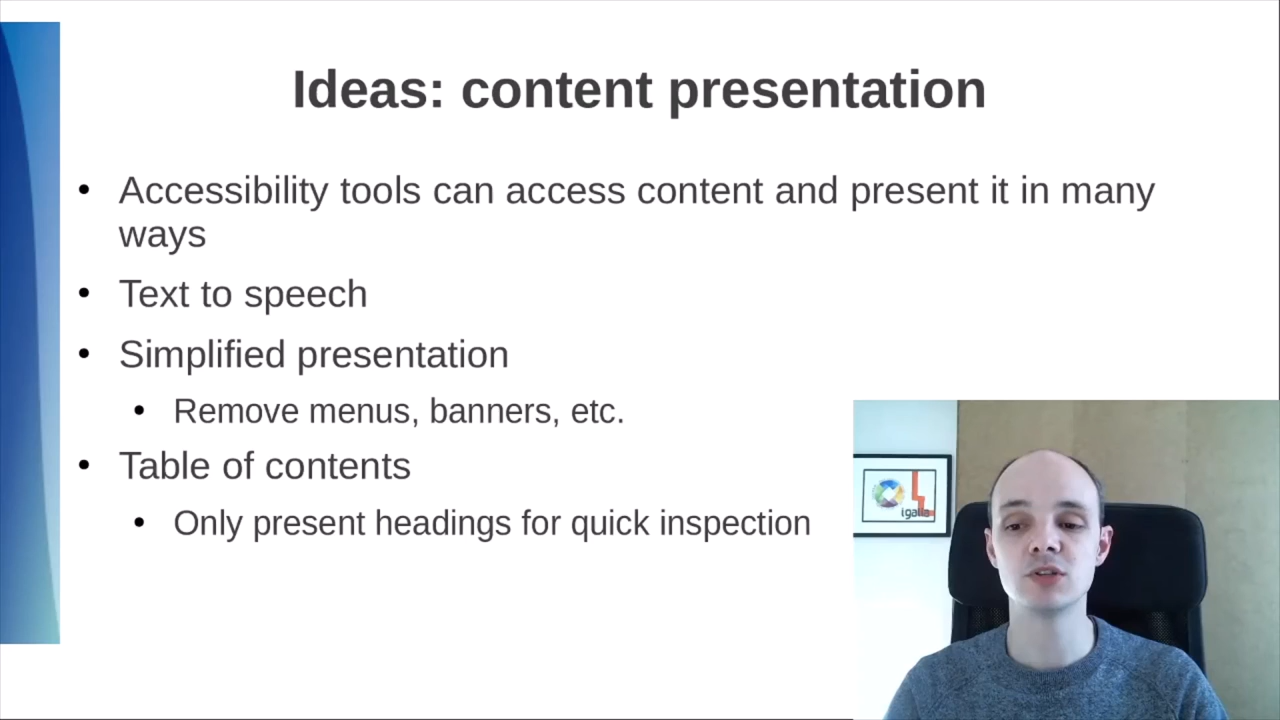 Ideas: content presentation
• Accessibility tools can access content and present it in many
ways
• Text to speech
• Simplified presentation
• Remove menus, banners, etc.
• Table of contents
• Only present headings for quick inspection
igalia